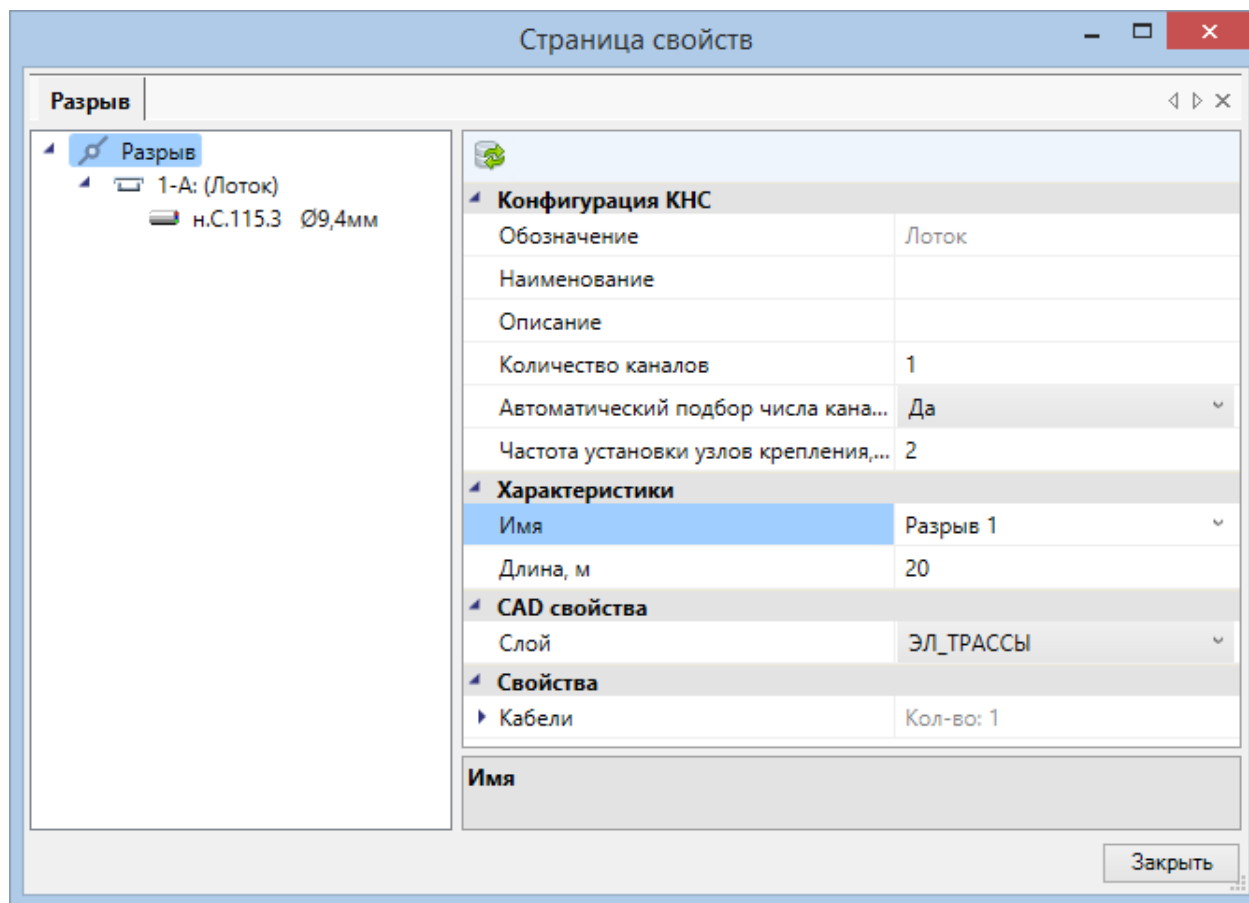 Страница свойств
Разрыв
Разрыв
1-А: (Лоток)
н.С.115.3 Ø9,4мм
Конфигурация КНС
Обозначение Лоток
Наименование
Описание
Количество каналов 1
Автоматический подбор числа кана... Да
Частота установки узлов крепления,... 2
Характеристики
Имя Разрыв 1
Длина, м 20
CAD свойства
Слой ЭЛ_ТРАССЫ
Свойства
Кабели Кол-во: 1
Имя
Закрыть